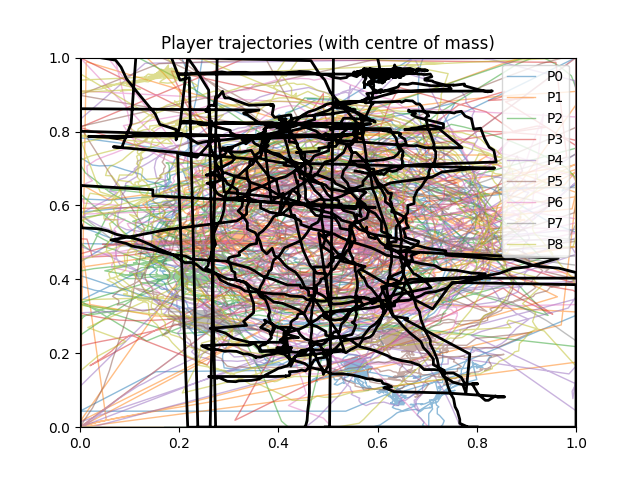 Player trajectories (with centre of mass)
1.0
0.8
0.6
0.4
0.2
0.0
P0
P1
P2
P3
P4
P5
P6
P7
P8
0.0 0.2 0.4 0.6 0.8 1.0